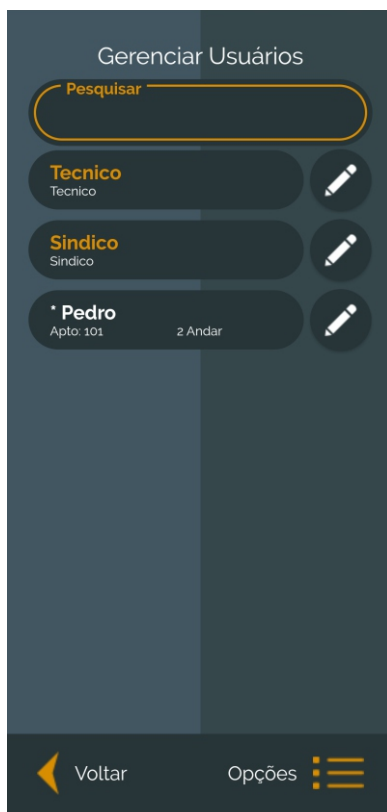 Gerenciar Usuários
Pesquisar
Tecnico
Tecnico
Sindico
Sindico
* Pedro
Apto: 101 2 Andar
Voltar Opções